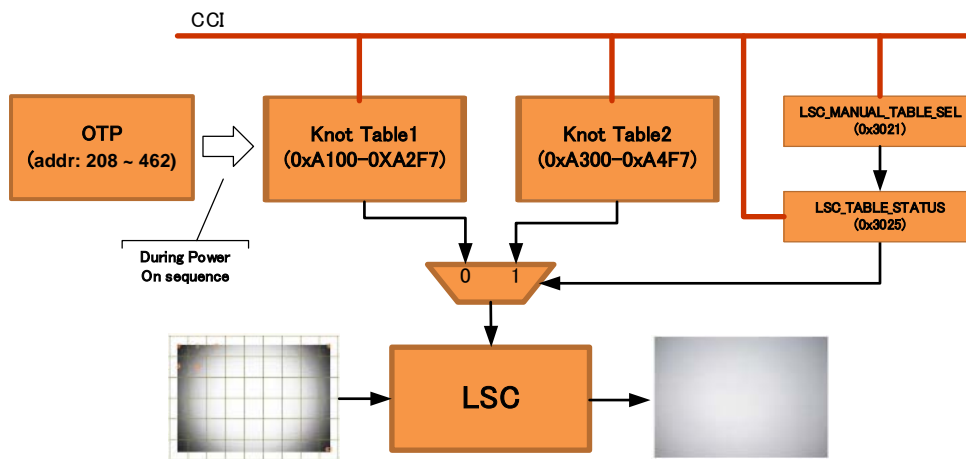 CCI
OTP
(addr: 208 ~ 462)
Knot Table1
(0xA100-0XA2F7)
Knot Table2
(0xA300-0xA4F7)
LSC_MANUAL_TABLE_SEL
(0x3021)
LSC_TABLE_STATUS
(0x3025)
During Power
On sequence
0 1
LSC